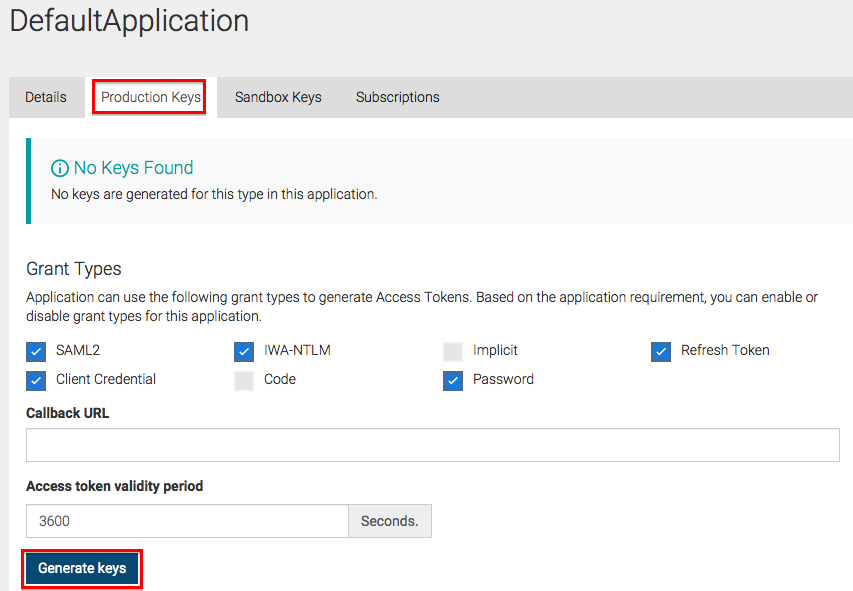 DefaultApplication
Details Production Keys Sandbox Keys Subscriptions
No Keys Found
No keys are generated for this type in this application.
Grant Types
Application can use the following grant types to generate Access Tokens. Based on the application requirement, you can enable or
disable grant types for this application.
SAML2 IWA-NTLM Implicit Refresh Token
Client Credential Code Password
Callback URL
Access token validity period
3600 Seconds.
Generate keys